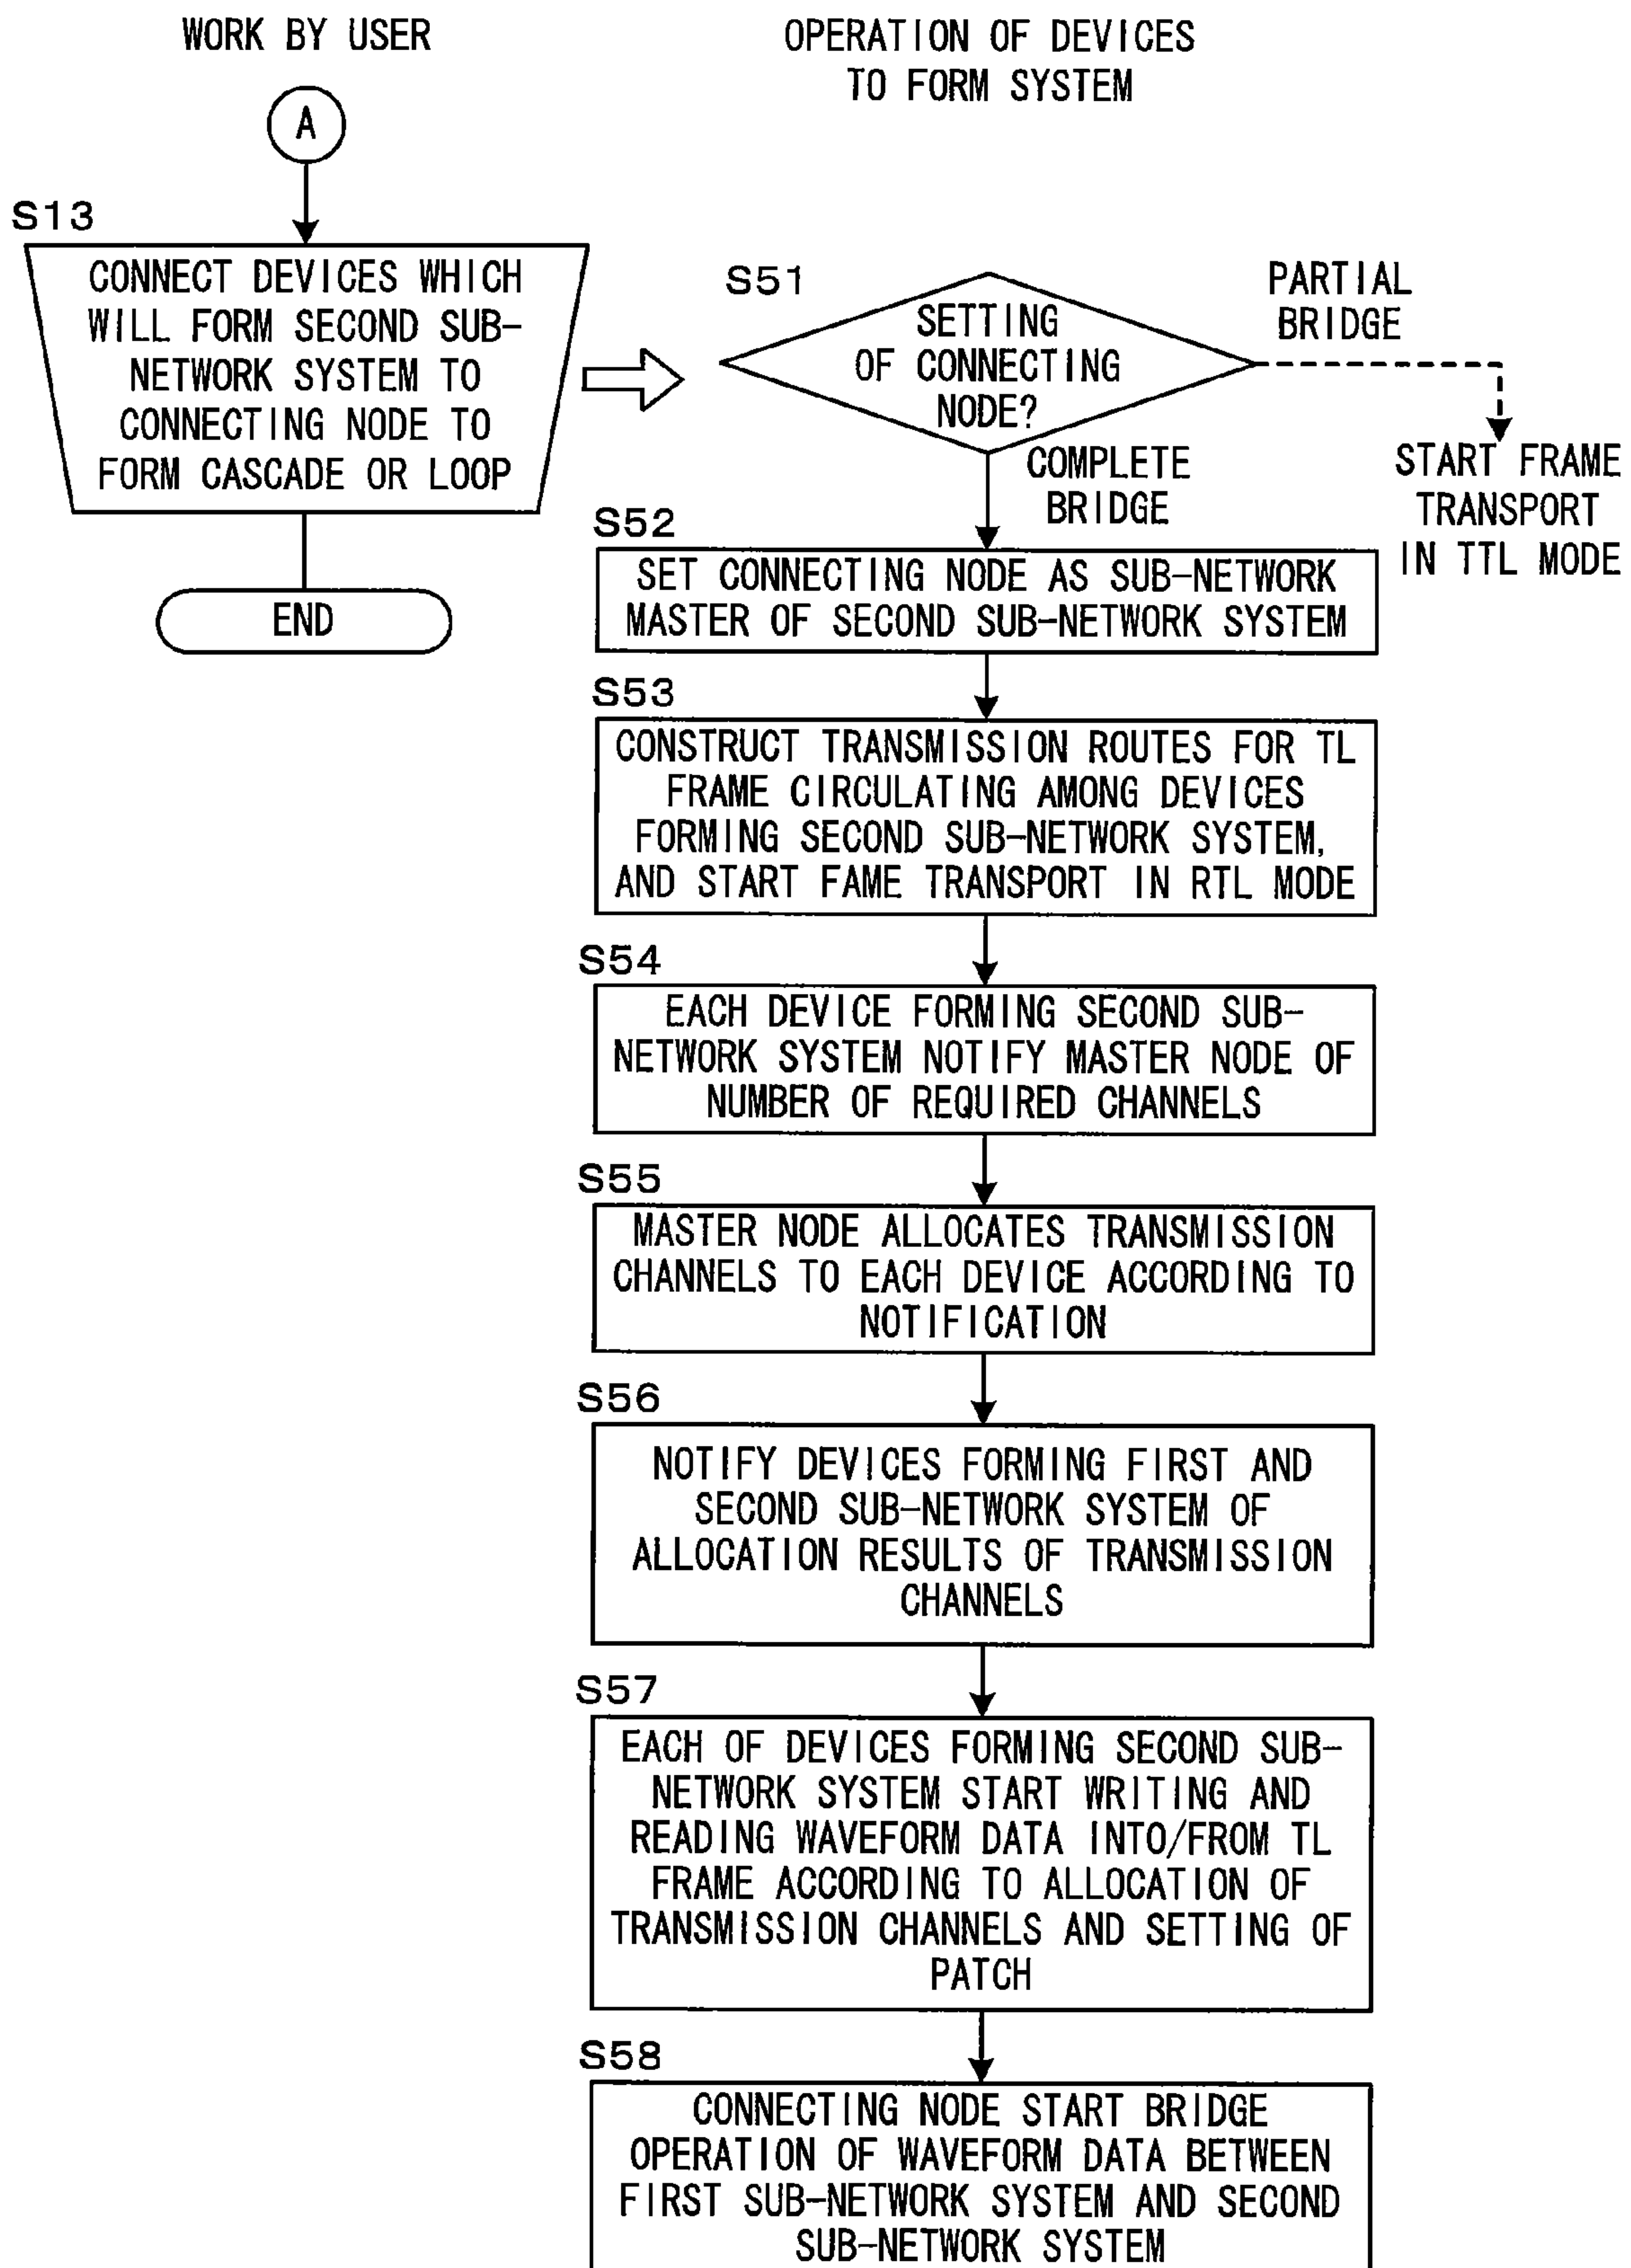 WORK BY USER
OPERATION OF DEVICES
TO FORM SYSTEM
A
S13
CONNECT DEVICES WHICH
WILL FORM SECOND SUB-
NETWORK SYSTEM TO
CONNECTING NODE TO
FORM CASCADE OR LOOP
END
S51
SETTING
OF CONNECTING
NODE?
PARTIAL
BRIDGE
START FRAME
TRANSPORT
IN TTL MODE
COMPLETE
BRIDGE
S52
SET CONNECTING NODE AS SUB-NETWORK
MASTER OF SECOND SUB-NETWORK SYSTEM
S53
CONSTRUCT TRANSMISSION ROUTES FOR TL
FRAME CIRCULATING AMONG DEVICES
FORMING SECOND SUB-NETWORK SYSTEM,
AND START FAME TRANSPORT IN RTL MODE
S54
EACH DEVICE FORMING SECOND SUB-
NETWORK SYSTEM NOTIFY MASTER NODE OF
NUMBER OF REQUIRED CHANNELS
S55
MASTER NODE ALLOCATES TRANSMISSION
CHANNELS TO EACH DEVICE ACCORDING TO
NOTIFICATION
S56
NOTIFY DEVICES FORMING FIRST AND
SECOND SUB-NETWORK SYSTEM OF
ALLOCATION RESULTS OF TRANSMISSION
CHANNELS
S57
EACH OF DEVICES FORMING SECOND SUB-
NETWORK SYSTEM START WRITING AND
READING WAVEFORM DATA INTO/FROM TL
FRAME ACCORDING TO ALLOCATION OF
TRANSMISSION CHANNELS AND SETTING OF
PATCH
S58
CONNECTING NODE START BRIDGE
OPERATION OF WAVEFORM DATA BETWEEN
FIRST SUB-NETWORK SYSTEM AND SECOND
SUB-NETWORK SYSTEM